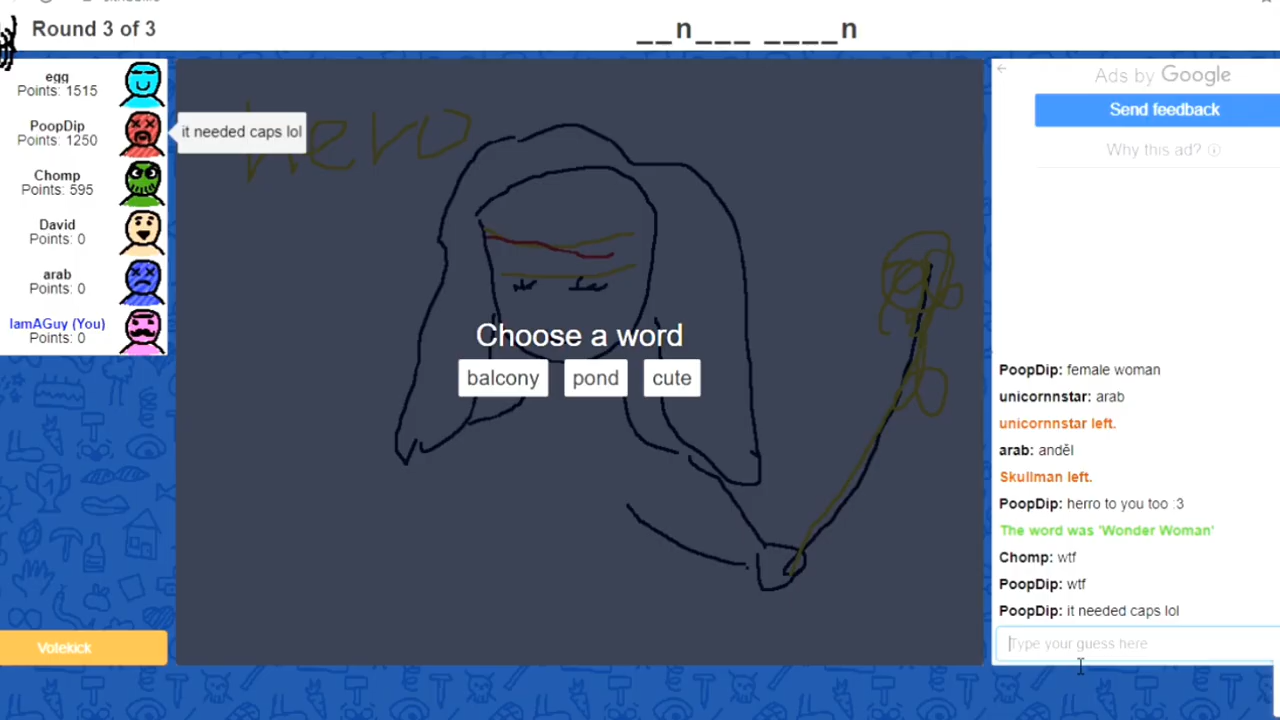 Round 3 of 3
__n___ ____n
egg
Points: 1515
PoopDip
Points: 1250
it needed caps lol
Chomp
Points: 595
David
Points: 0
arab
Points: 0
IamAGuy (You)
Points: 0
Votekick
hero
Choose a word
balcony
pond
cute
Ads by Google
Send feedback
Why this ad?
PoopDip: female woman
unicornnstar: arab
unicornnstar left.
arab: anděl
Skullman left.
PoopDip: herro to you too :3
The word was 'Wonder Woman'
Chomp: wtf
PoopDip: wtf
PoopDip: it needed caps lol
Type your guess here